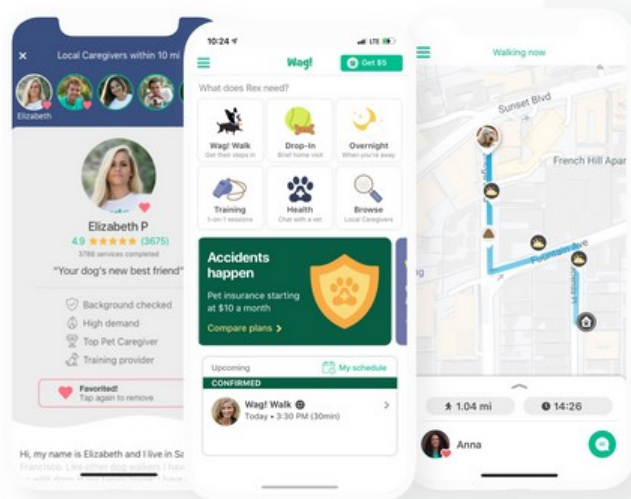 Local Caregivers within 10 mi
Elizabeth
Elizabeth P
4.9 ★★★★★ (3675)
3786 services completed
"Your dog's new best friend"
Background checked
High demand
Top Pet Caregiver
Training provider
Favorited!
Tap again to remove
Hi, my name is Elizabeth and I live in Sa
Francisco. Like other dog walkers I hav
10:24
LTE
Wag!
Get $5
What does Rex need?
Wag! Walk
Get their steps in
Drop-In
Brief home visit
Overnight
When you're away
Training
1-on-1 sessions
Health
Chat with a vet
Browse
Local Caregivers
Accidents
happen
Pet insurance starting
at $10 a month
Compare plans >
Upcoming
My schedule
CONFIRMED
Wag! Walk
Today • 3:30 PM (30min)
Walking now
Sunset Blvd
French Hill Apar
Fountain Ave
1.04 mi
14:26
Anna